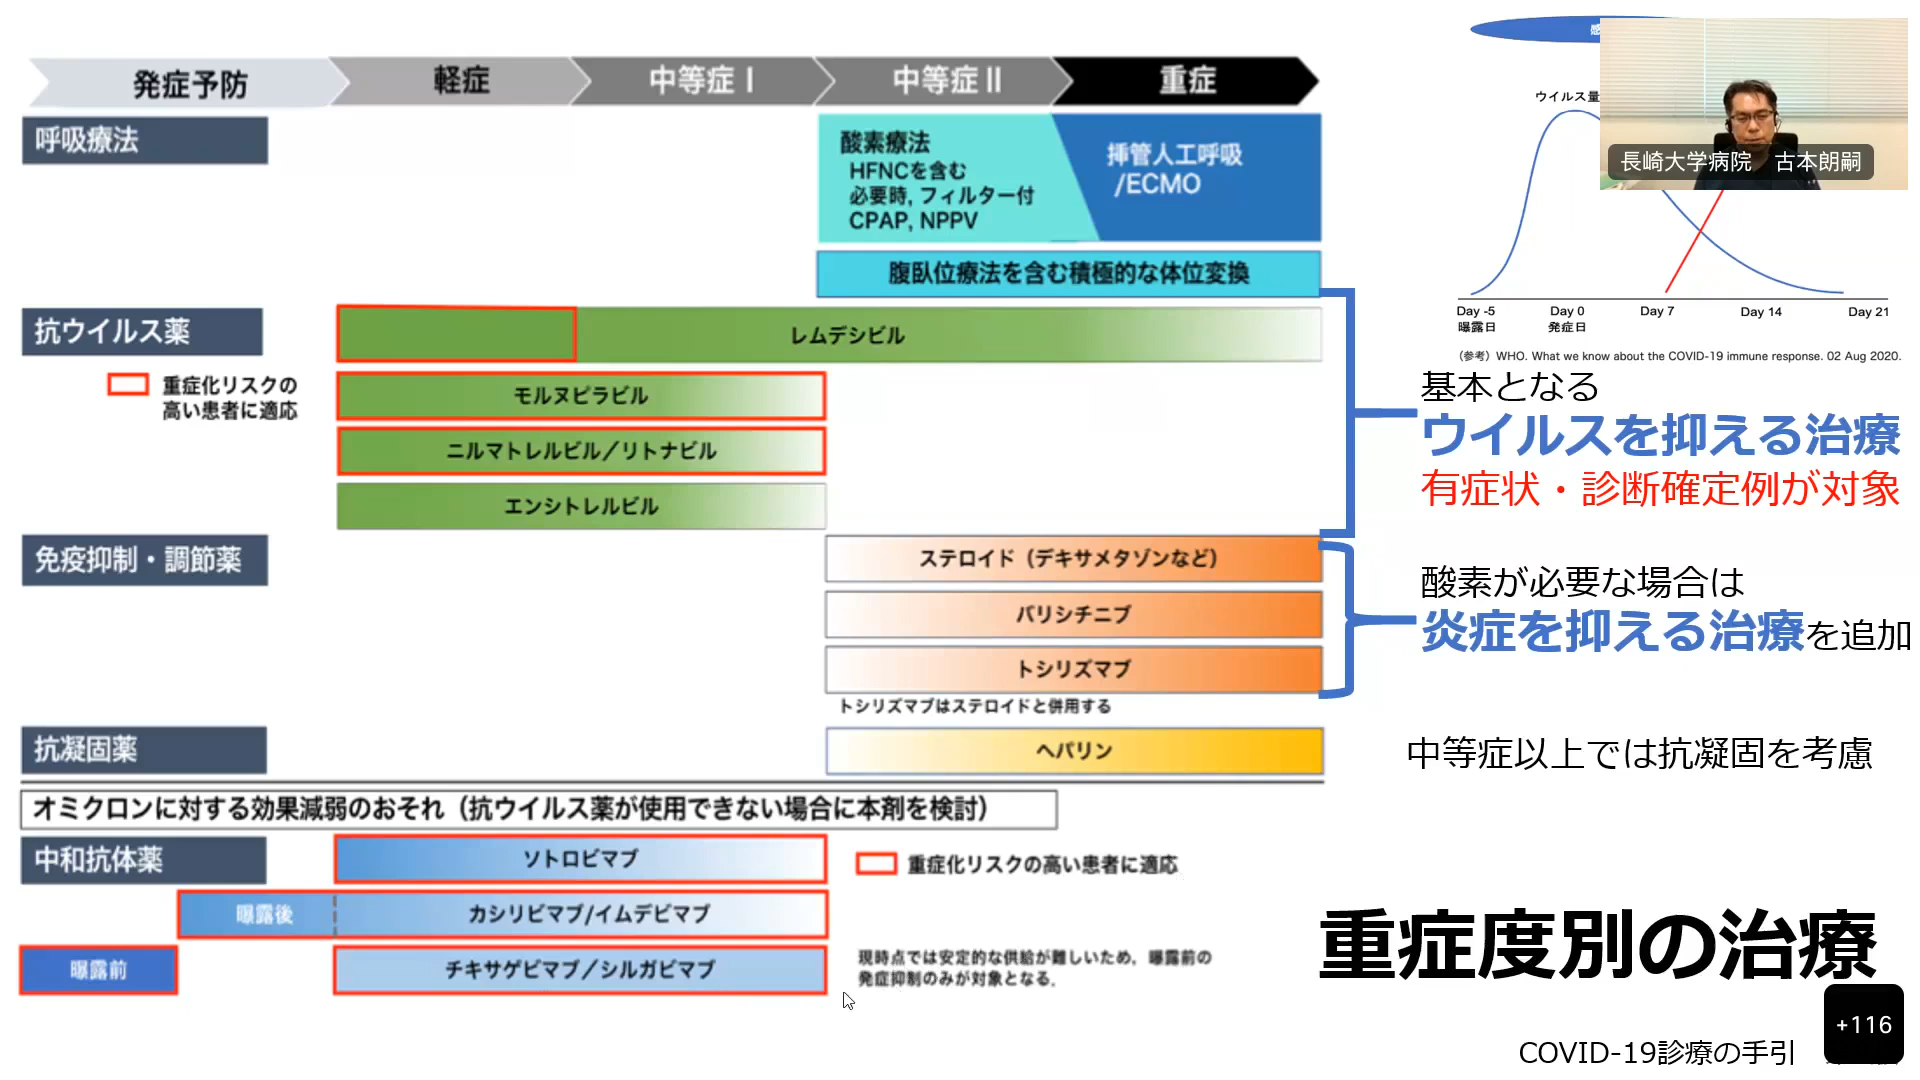 発症予防
軽症
中等症Ⅰ
中等症Ⅱ
重症
呼吸療法
酸素療法
HFNCを含む
必要時, フィルター付
CPAP, NPPV
挿管人工呼吸
/ECMO
腹臥位療法を含む積極的な体位変換
抗ウイルス薬
レムデシビル
重症化リスクの
高い患者に適応
モルヌピラビル
ニルマトレルビル／リトナビル
エンシトレルビル
免疫抑制・調節薬
ステロイド（デキサメタゾンなど）
バリシチニブ
トシリズマブ
トシリズマブはステロイドと併用する
抗凝固薬
ヘパリン
オミクロンに対する効果減弱のおそれ（抗ウイルス薬が使用できない場合に本剤を検討）
中和抗体薬
ソトロビマブ
重症化リスクの高い患者に適応
曝露後
カシリビマブ/イムデビマブ
曝露前
チキサゲビマブ／シルガビマブ
現時点では安定的な供給が難しいため，曝露前の
発症抑制のみが対象となる．
ウイルス量
長崎大学病院　古本朗嗣
Day -5
曝露日
Day 0
発症日
Day 7
Day 14
Day 21
（参考）WHO. What we know about the COVID-19 immune response. 02 Aug 2020.
基本となる
ウイルスを抑える治療
有症状・診断確定例が対象
酸素が必要な場合は
炎症を抑える治療を追加
中等症以上では抗凝固を考慮
重症度別の治療
+116
COVID-19診療の手引